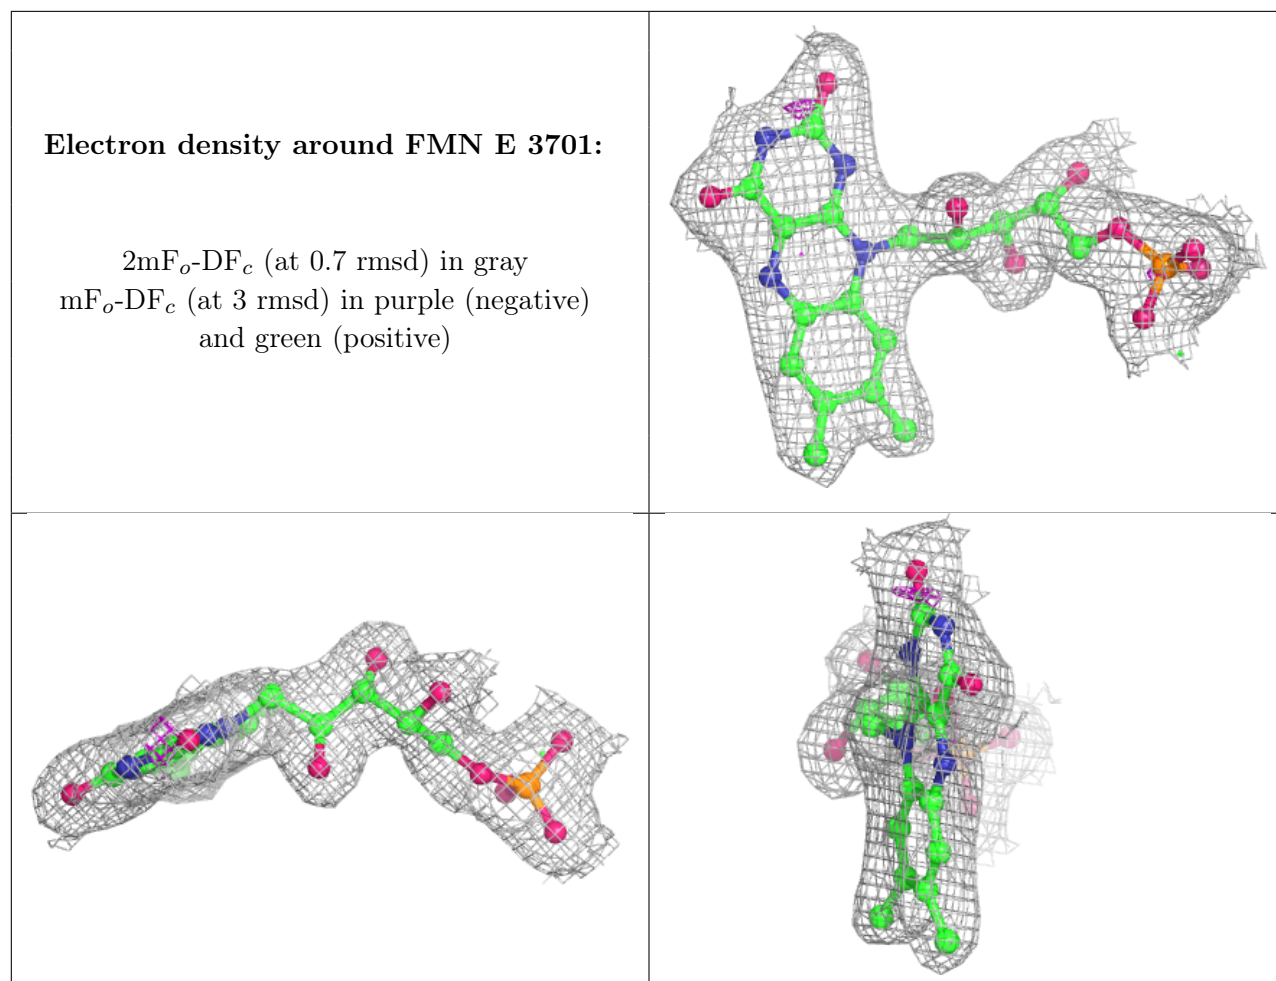 Electron density around FMN E 3701:
2mFo-DFc (at 0.7 rmsd) in gray
mFo-DFc (at 3 rmsd) in purple (negative)
and green (positive)